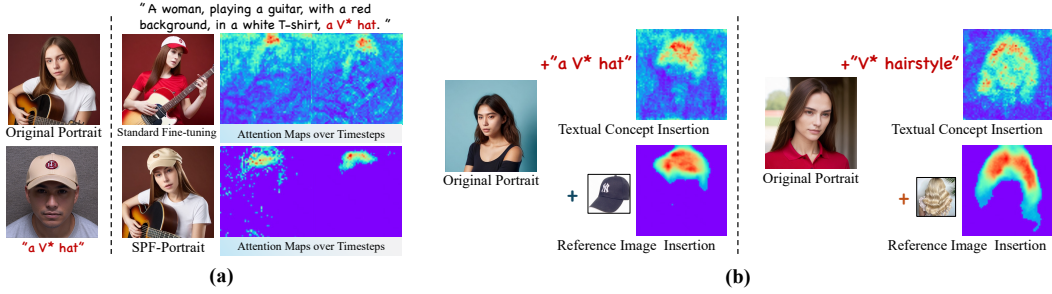 "A woman, playing a guitar, with a red
background, in a white T-shirt, a V* hat. "
Original Portrait
Standard Fine-tuning
Attention Maps over Timesteps
"a V* hat"
SPF-Portrait
Attention Maps over Timesteps
(a)
+"a V* hat"
Textual Concept Insertion
Original Portrait
+
NY
Reference Image Insertion
+"V* hairstyle"
Textual Concept Insertion
Original Portrait
+
Reference Image Insertion
(b)